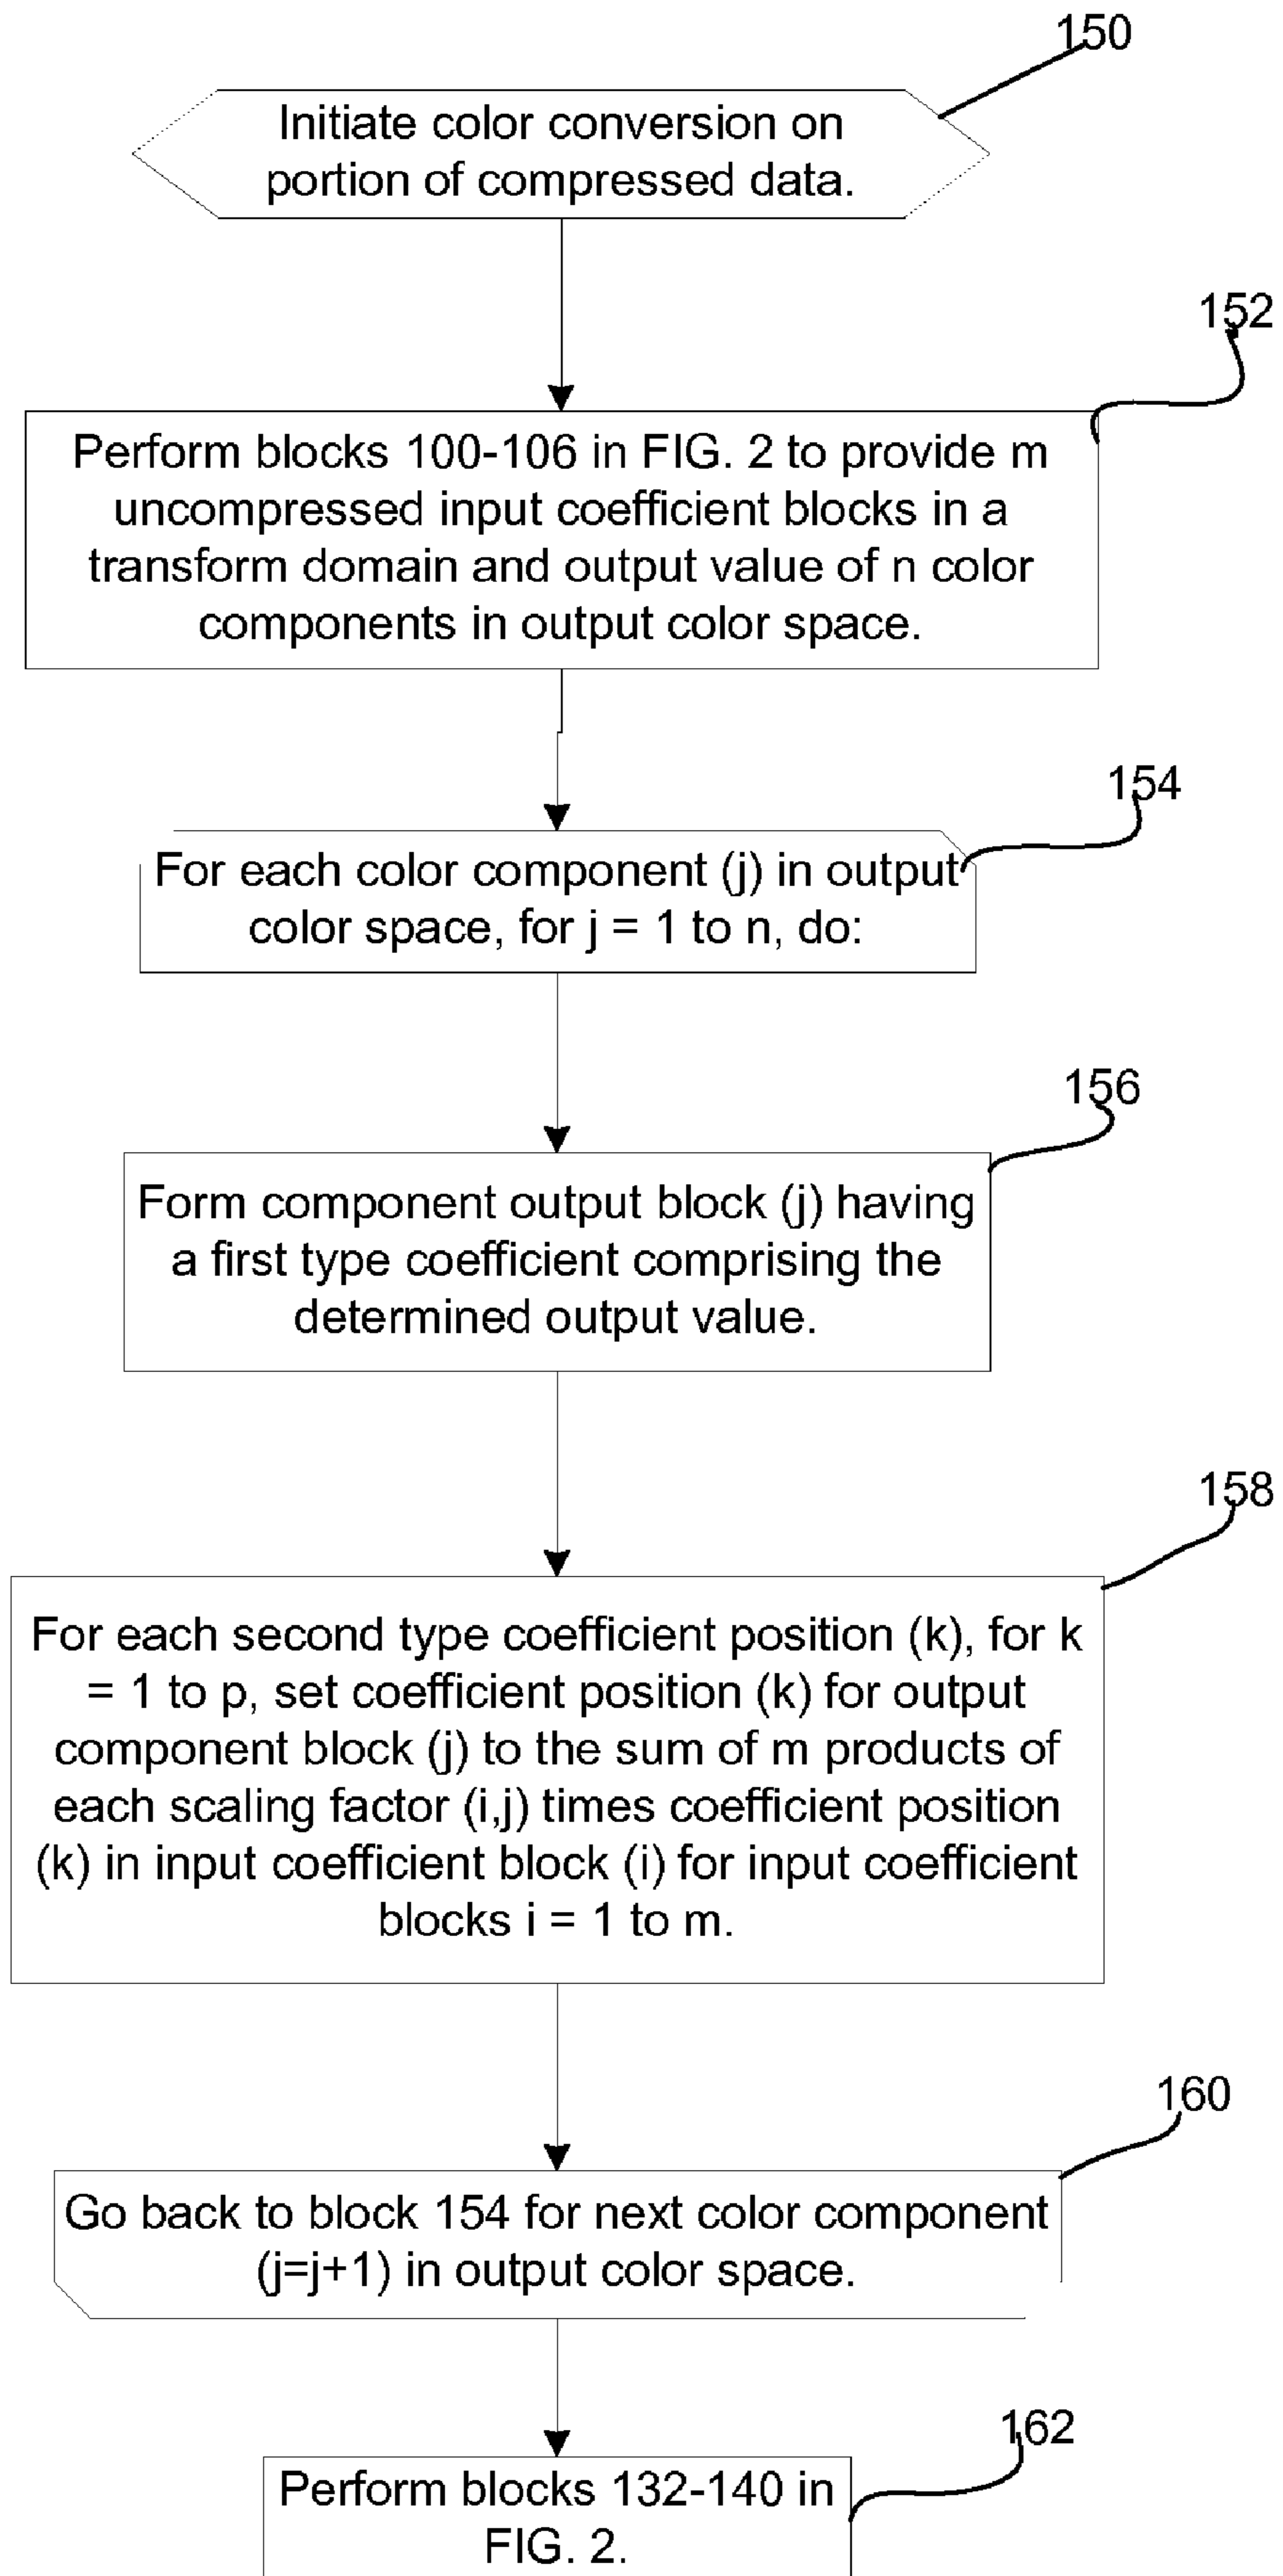 150
Initiate color conversion on
portion of compressed data.
152
Perform blocks 100-106 in FIG. 2 to provide m
uncompressed input coefficient blocks in a
transform domain and output value of n color
components in output color space.
154
For each color component (j) in output
color space, for j = 1 to n, do:
156
Form component output block (j) having
a first type coefficient comprising the
determined output value.
158
For each second type coefficient position (k), for k
= 1 to p, set coefficient position (k) for output
component block (j) to the sum of m products of
each scaling factor (i,j) times coefficient position
(k) in input coefficient block (i) for input coefficient
blocks i = 1 to m.
160
Go back to block 154 for next color component
(j=j+1) in output color space.
162
Perform blocks 132-140 in
FIG. 2.